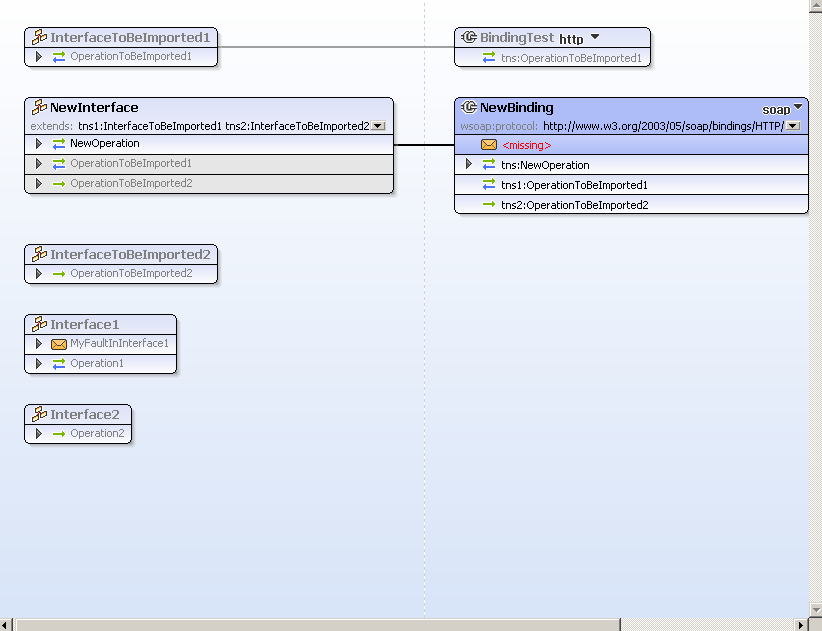 InterfaceToBeImported1
OperationToBeImported1
BindingTest http
tns:OperationToBeImported1
NewInterface
extends: tns1:InterfaceToBeImported1 tns2:InterfaceToBeImported2
NewOperation
OperationToBeImported1
OperationToBeImported2
NewBinding soap
wsoap:protocol: http://www.w3.org/2003/05/soap/bindings/HTTP/
<missing>
tns:NewOperation
tns1:OperationToBeImported1
tns2:OperationToBeImported2
InterfaceToBeImported2
OperationToBeImported2
Interface1
MyFaultInInterface1
Operation1
Interface2
Operation2